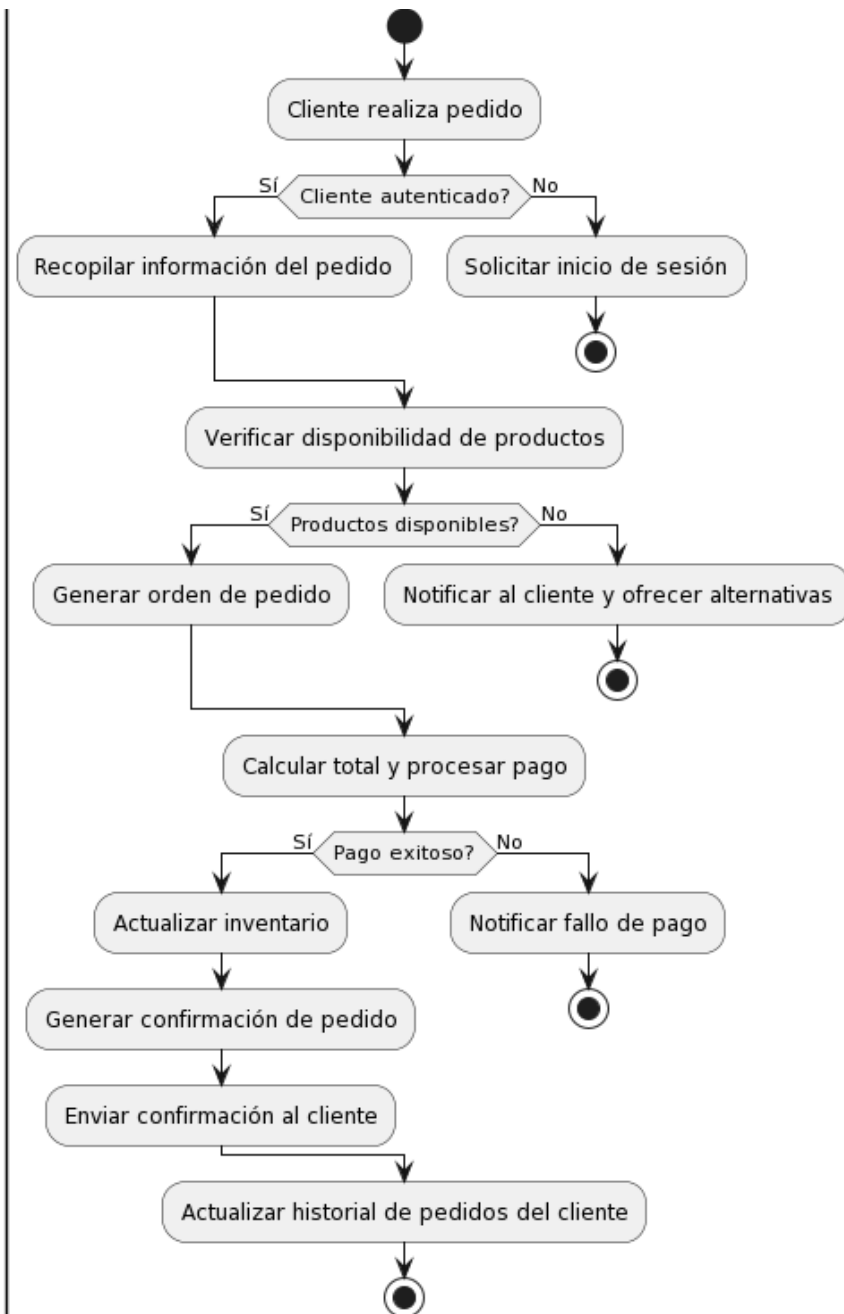 Cliente realiza pedido
Sí
Cliente autenticado?
No
Recopilar información del pedido
Solicitar inicio de sesión
Verificar disponibilidad de productos
Sí
Productos disponibles?
No
Generar orden de pedido
Notificar al cliente y ofrecer alternativas
Calcular total y procesar pago
Sí
Pago exitoso?
No
Actualizar inventario
Notificar fallo de pago
Generar confirmación de pedido
Enviar confirmación al cliente
Actualizar historial de pedidos del cliente